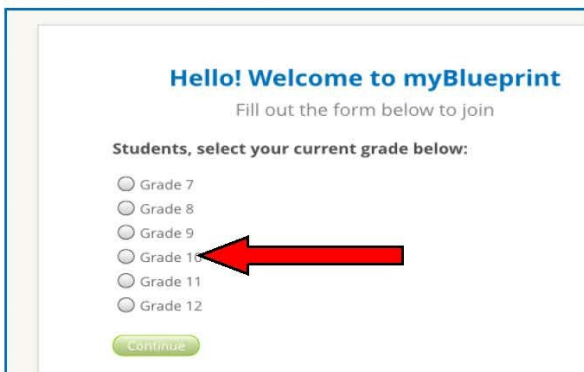 Hello! Welcome to myBlueprint
Fill out the form below to join
Students, select your current grade below:
Grade 7
Grade 8
Grade 9
Grade 10
Grade 11
Grade 12
Continue